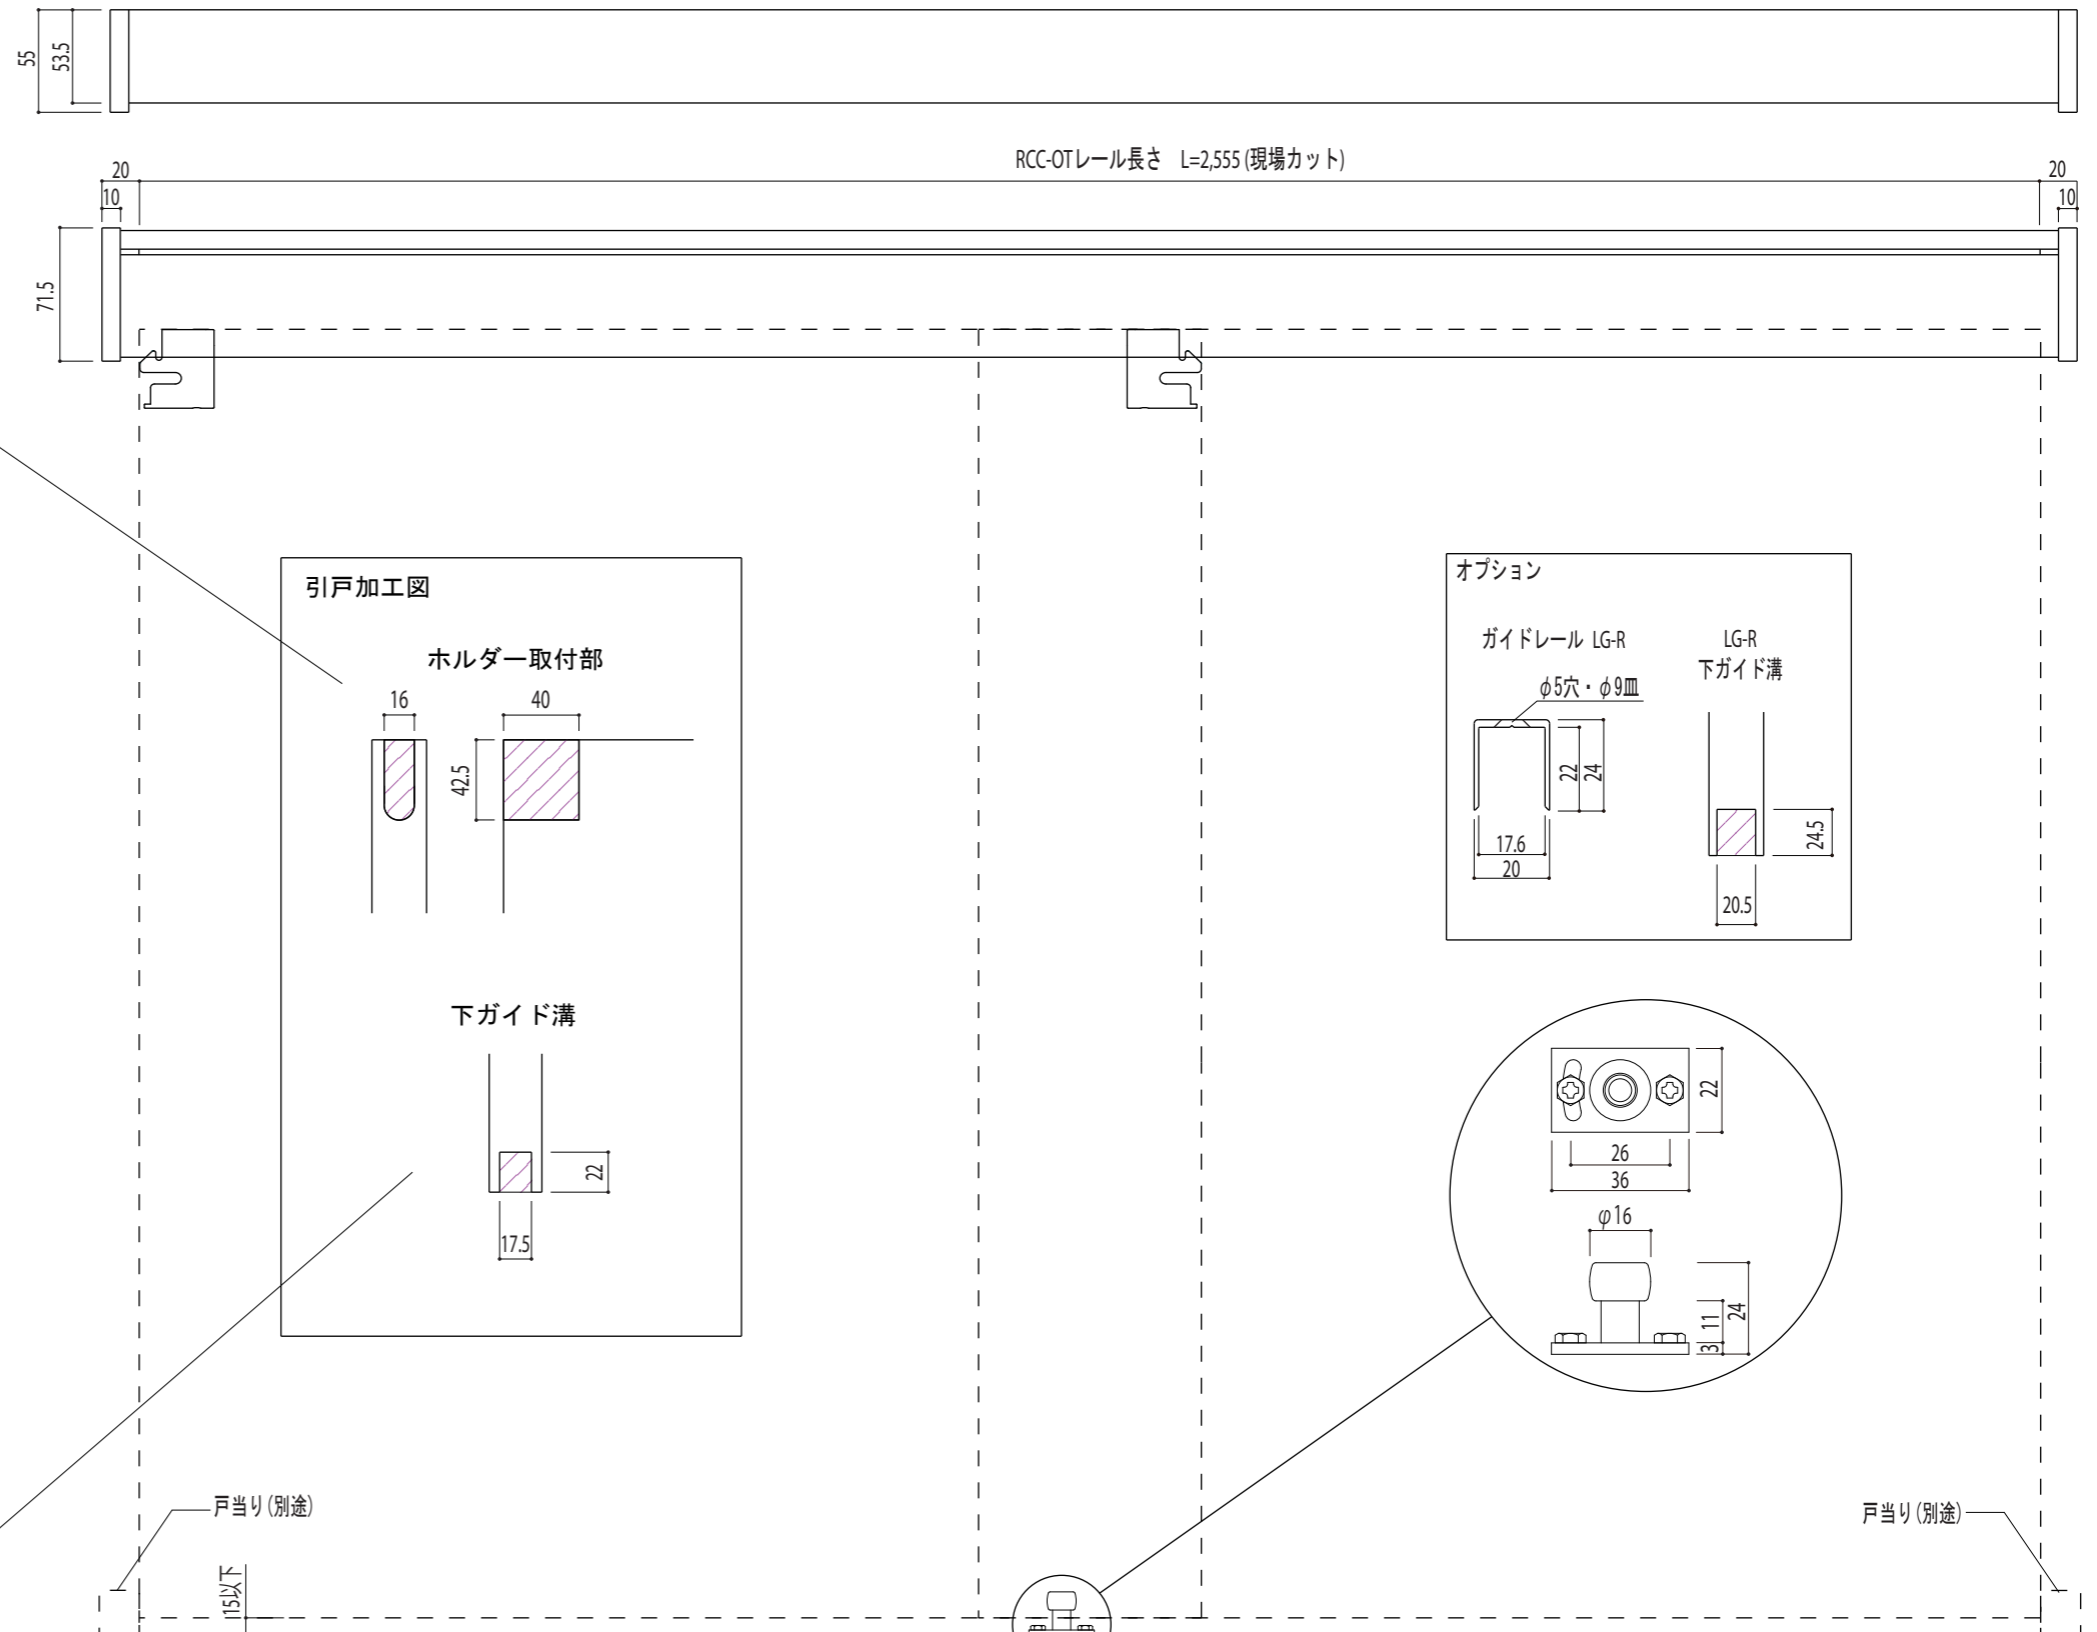 55
53.5
RCC-OTレール長さ L=2,555 (現場カット)
20
20
10
10
71.5
引戸加工図
ホルダー取付部
16
40
42.5
下ガイド溝
22
17.5
オプション
ガイドレール LG-R
LG-R
下ガイド溝
φ5穴・φ9皿
22
24
17.6
20
24.5
20.5
22
26
36
φ16
11
24
3
戸当り(別途)
戸当り(別途)
15以下